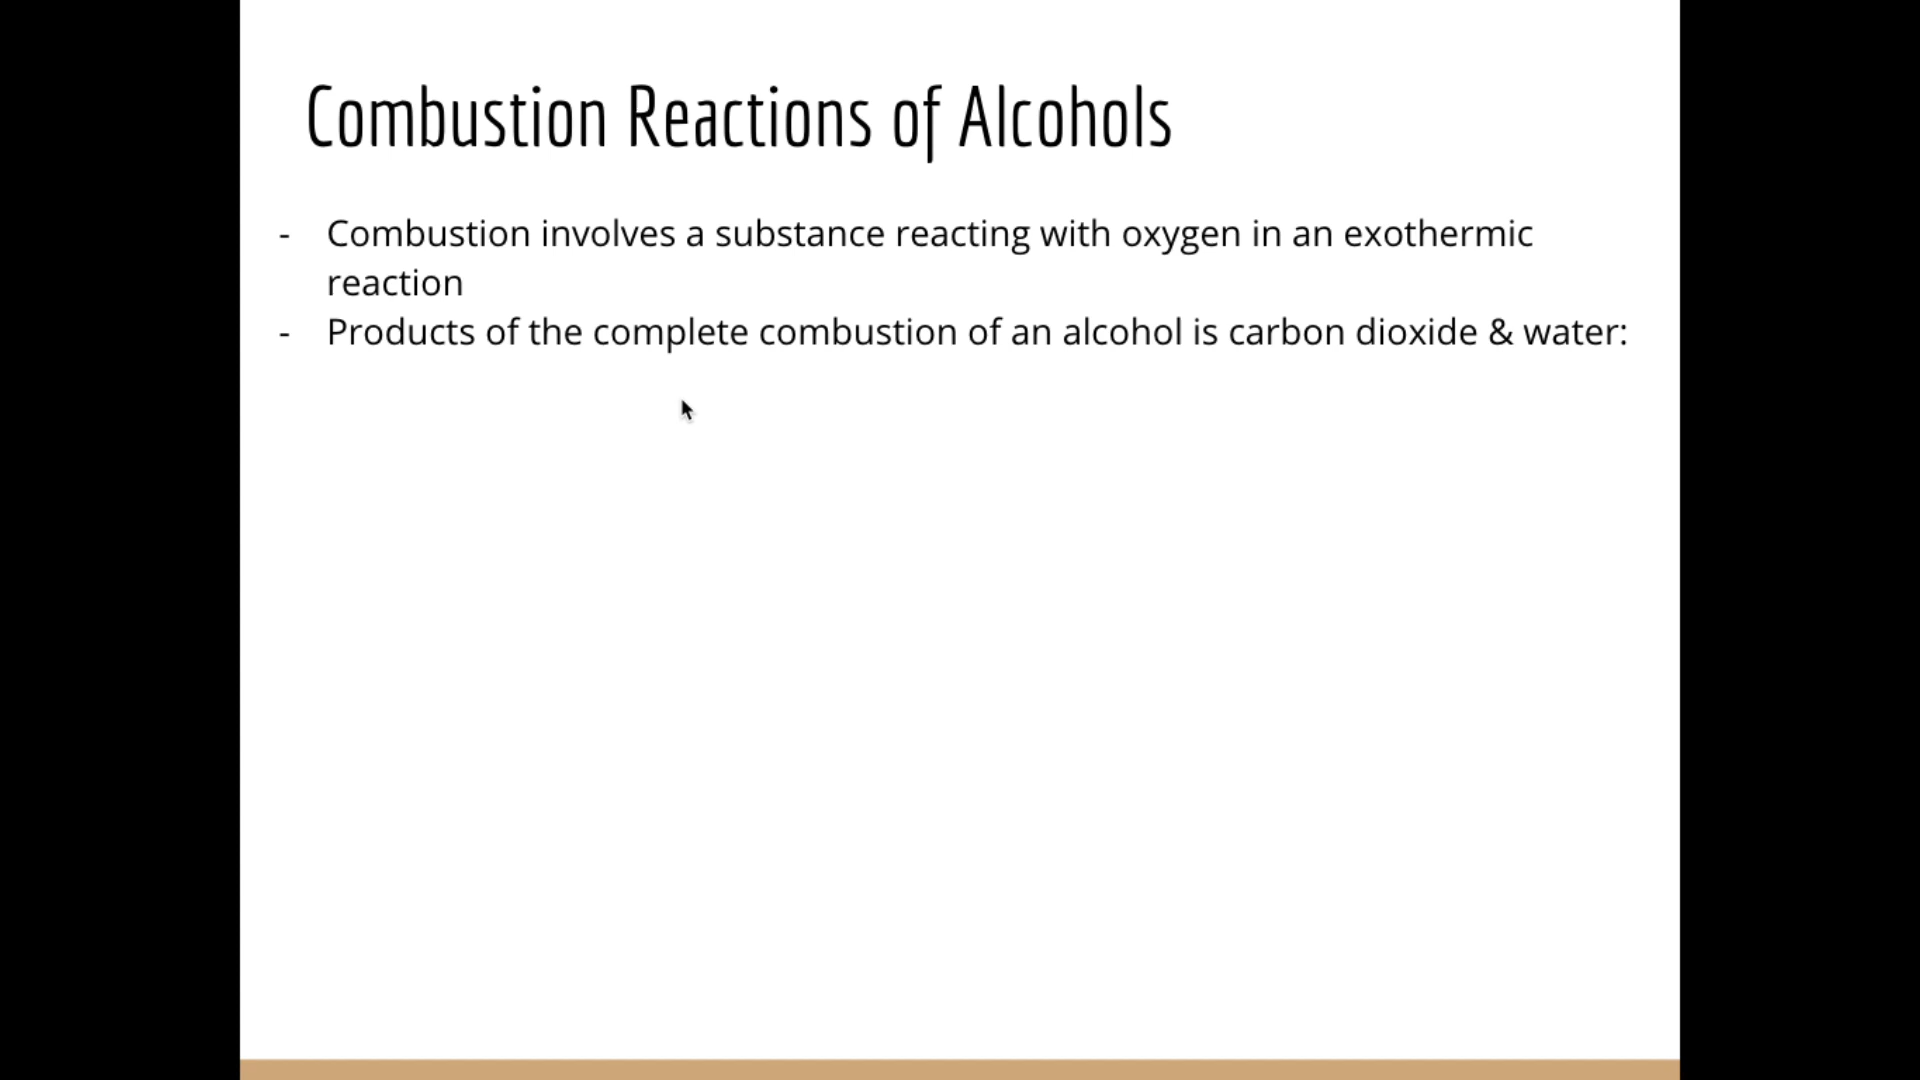 Combustion Reactions of Alcohols
- Combustion involves a substance reacting with oxygen in an exothermic
reaction
- Products of the complete combustion of an alcohol is carbon dioxide & water: